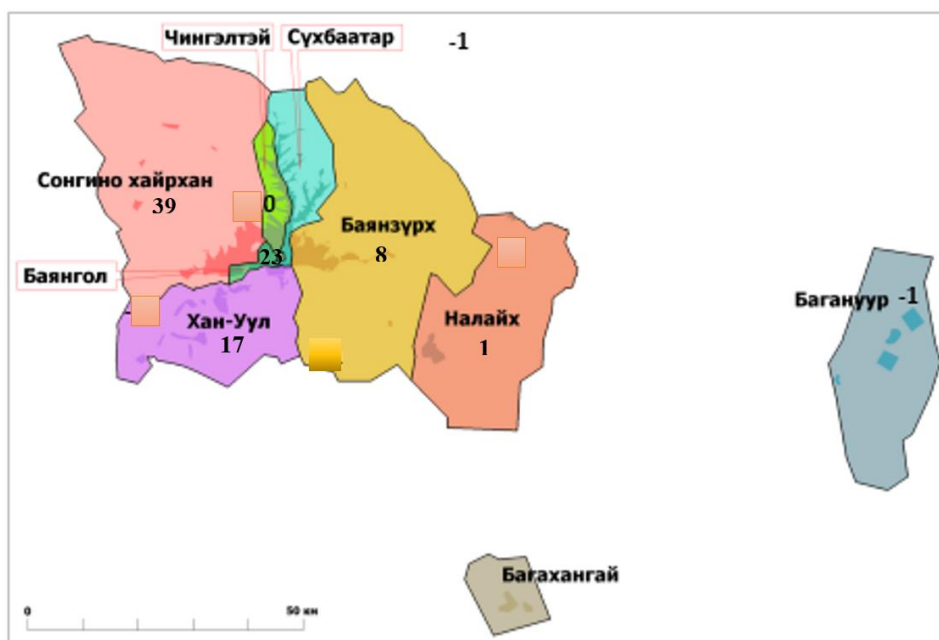 Чингэлтэй
Сүхбаатар
-1
Сонгино хайрхан
39
0
Баянзүрх
8
23
Баянгол
Хан-Уул
17
Налайх
1
Багануур
-1
Багахангай
0
50 км